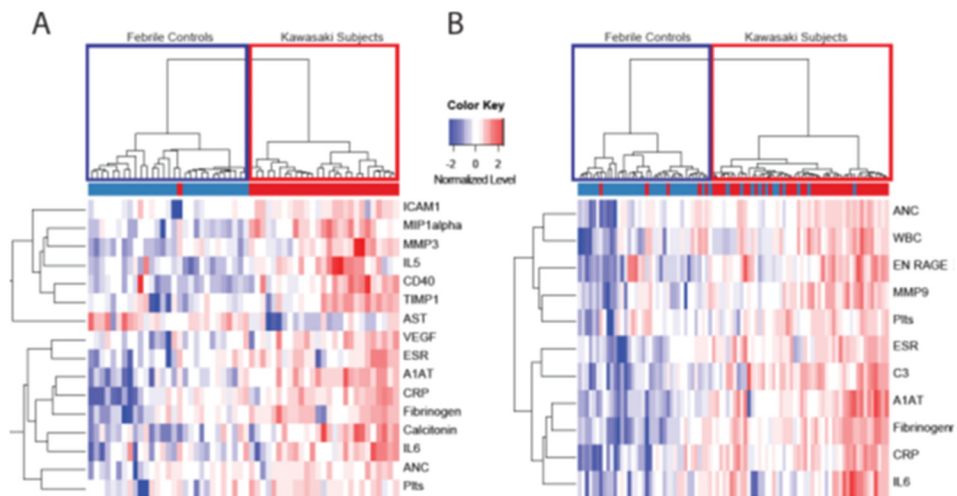 A
Febrile Controls Kawasaki Subjects
ICAM1
MIP1alpha
MMP3
IL5
CD40
TIMP1
AST
VEGF
ESR
A1AT
CRP
Fibrinogen
Calcitonin
IL6
ANC
Plts
Color Key
-2 0 2
Normalized Level
B
Febrile Controls Kawasaki Subjects
ANC
WBC
EN RAGE
MMP9
Plts
ESR
C3
A1AT
Fibrinogenr
CRP
IL6